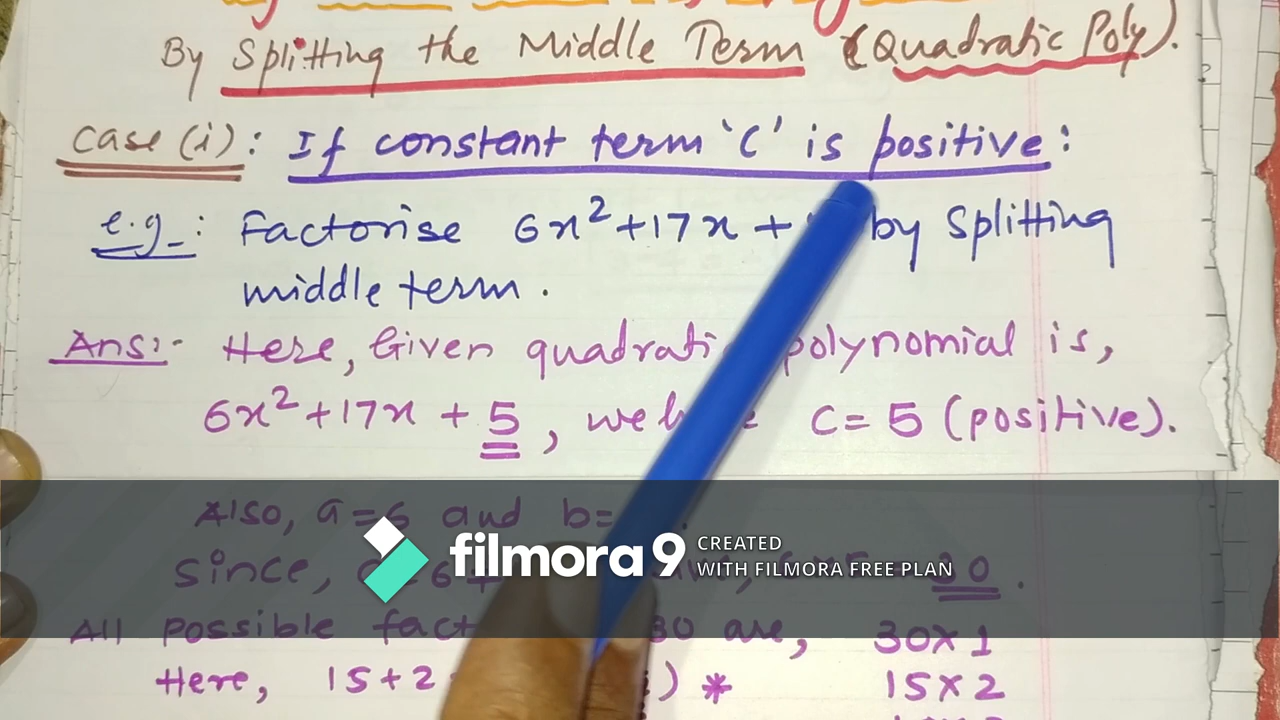 By Splitting the Middle Term (Quadratic Poly).
Case (i): If constant term 'C' is positive:
e.g.: Factorise 6x²+17x + by Splitting
middle term.
Ans:- Here, Given quadrati polynomial is,
6x²+17x + 5, we C= 5 (positive).
Also, a=6 and b=
Since, 30.
filmora9 CREATED
WITH FILMORA FREE PLAN
All possible fact 30 are, 30×1
Here, 15+2 ) * 15×2